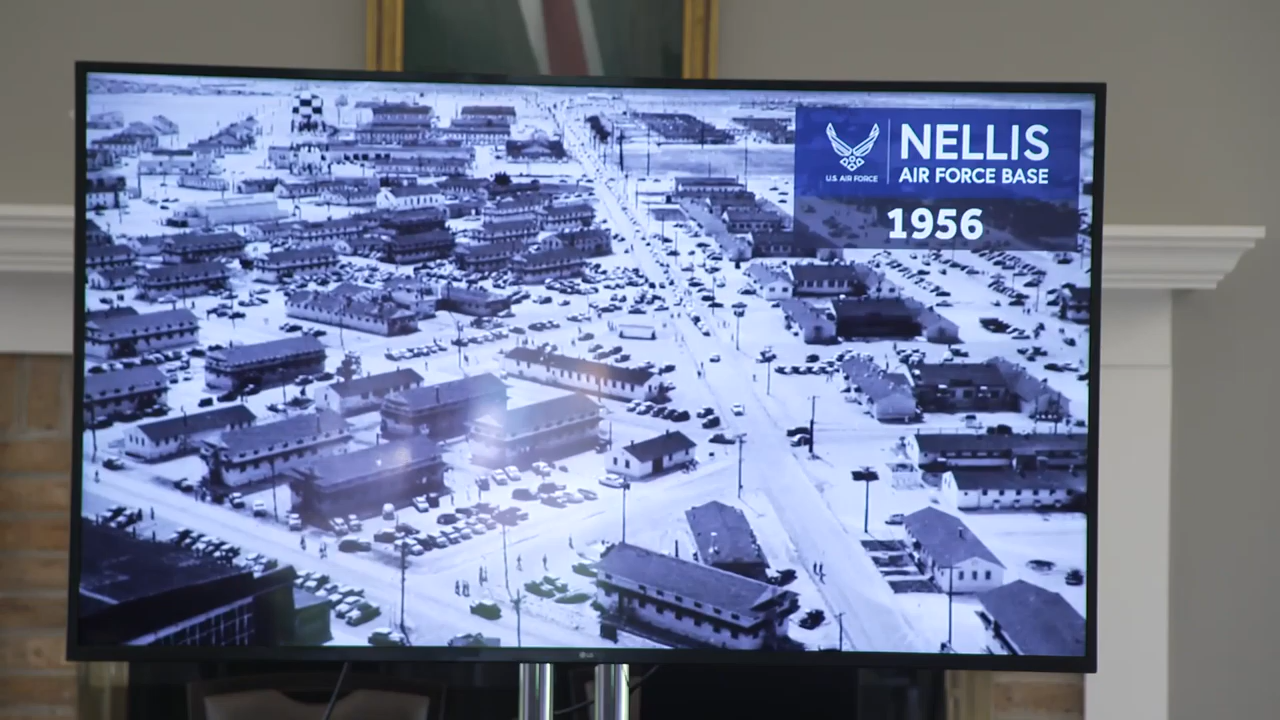 NELLIS
U.S. AIR FORCE
AIR FORCE BASE
1956
LG